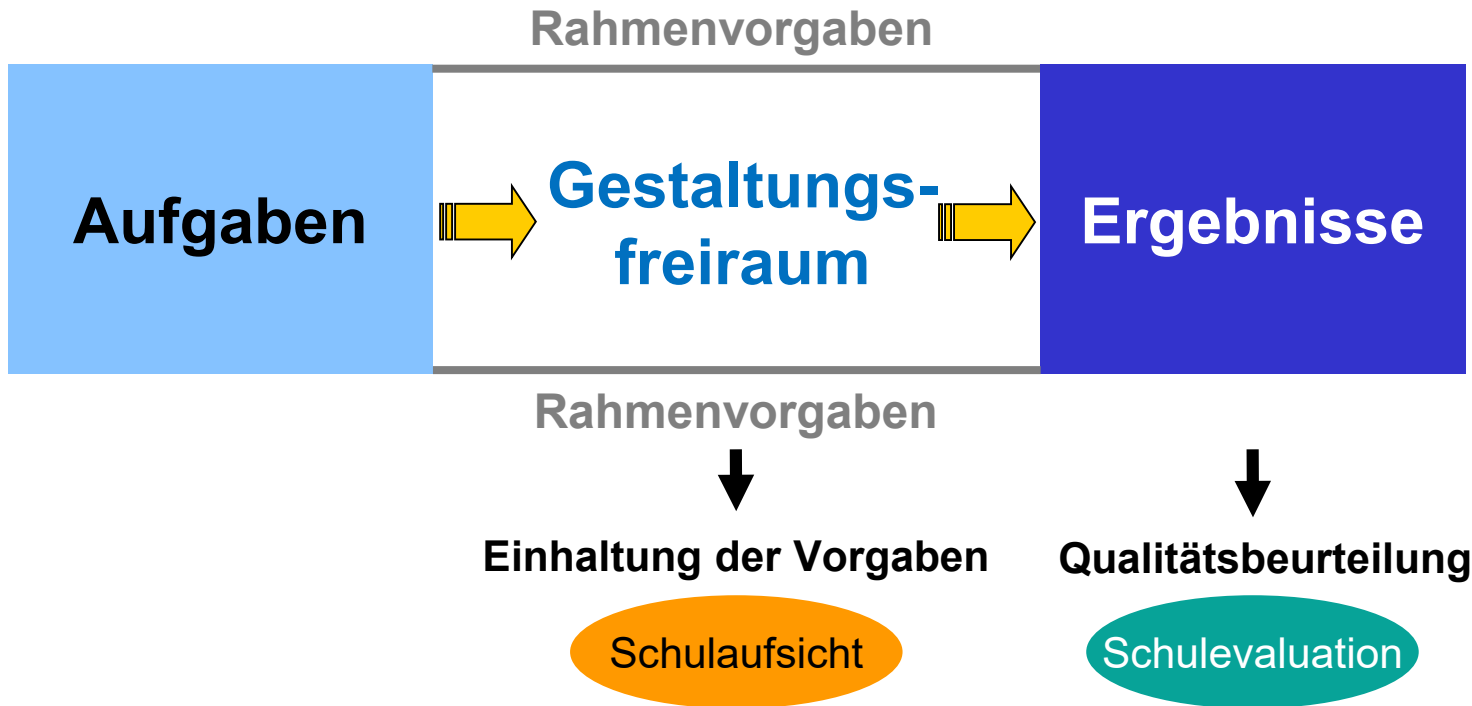 Rahmenvorgaben
Aufgaben
Gestaltungs-
freiraum
Ergebnisse
Rahmenvorgaben
Einhaltung der Vorgaben
Qualitätsbeurteilung
Schulaufsicht
Schulevaluation